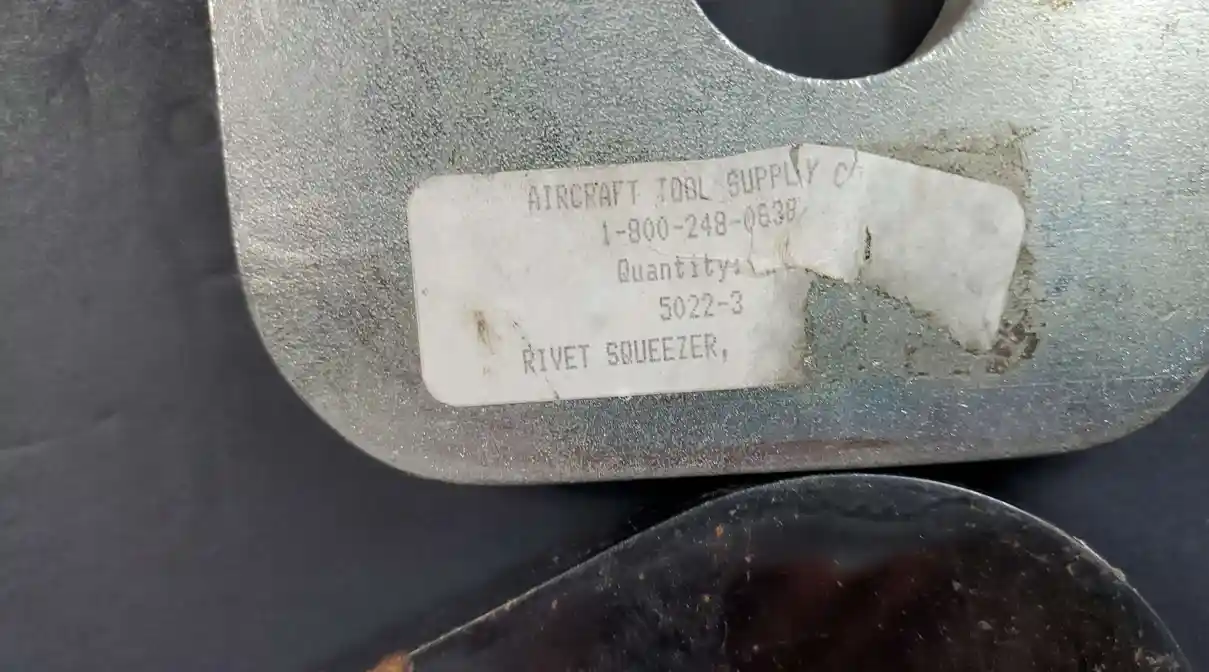 AIRCRAFT TOOL SUPPLY
1-800-248-0638
Quantity:
5022-3
RIVET SQUEEZER,